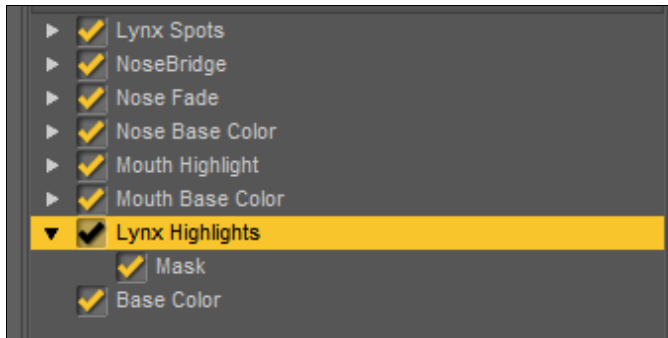 Lynx Spots
NoseBridge
Nose Fade
Nose Base Color
Mouth Highlight
Mouth Base Color
Lynx Highlights
Mask
Base Color